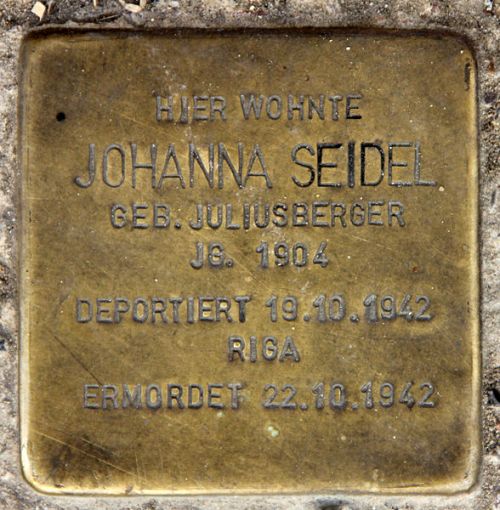 HIER WOHNTE
JOHANNA SEIDEL
GEB. JULIUSBERGER
JG. 1904
DEPORTIERT 19.10.1942
RIGA
ERMORDET 22.10.1942